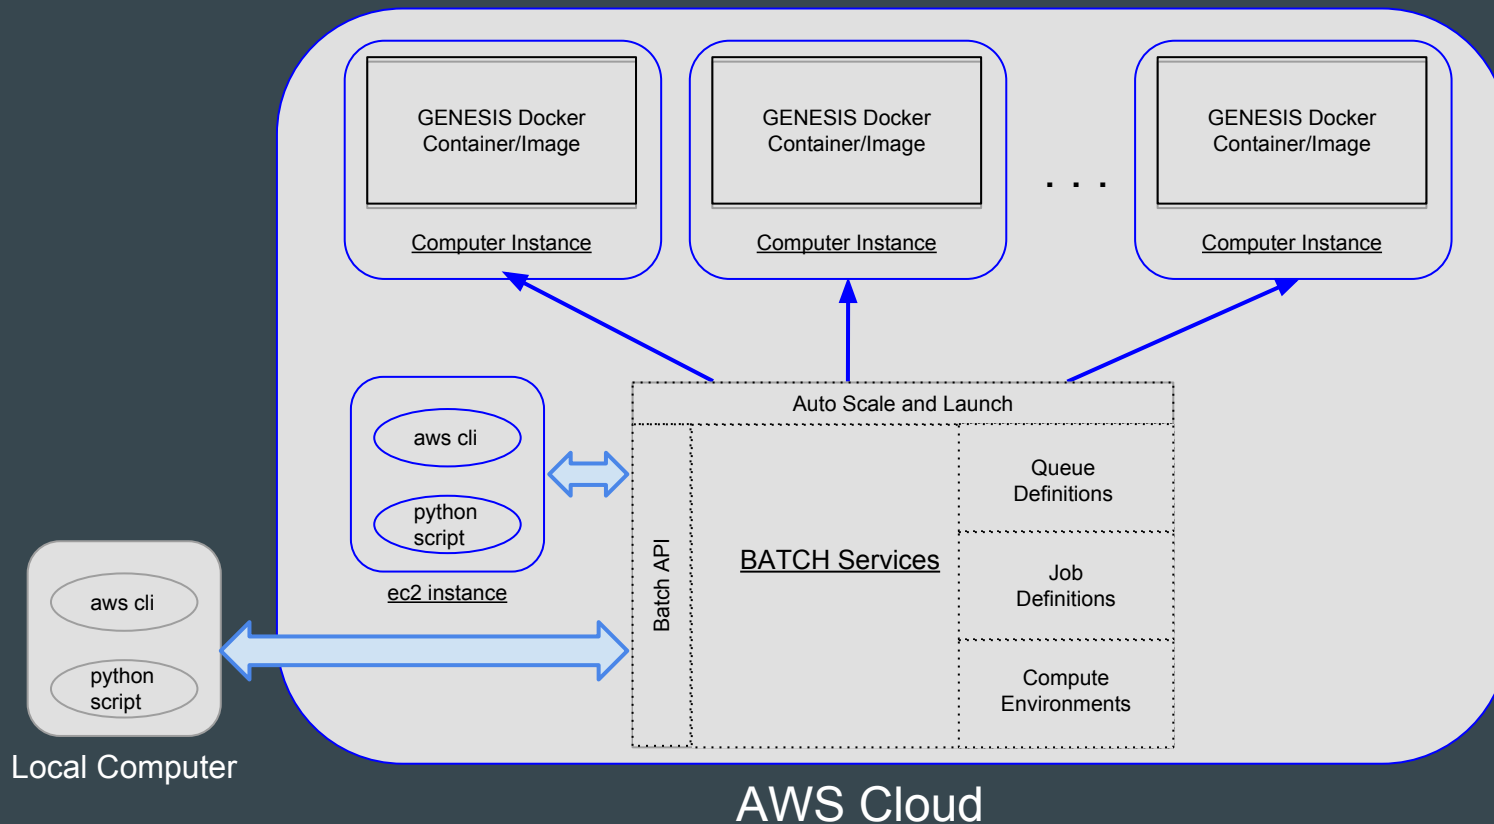 GENESIS Docker
Container/Image
Computer Instance
GENESIS Docker
Container/Image
Computer Instance
. . .
GENESIS Docker
Container/Image
Computer Instance
aws cli
python
script
ec2 instance
Auto Scale and Launch
Batch API
BATCH Services
Queue
Definitions
Job
Definitions
Compute
Environments
aws cli
python
script
Local Computer
AWS Cloud